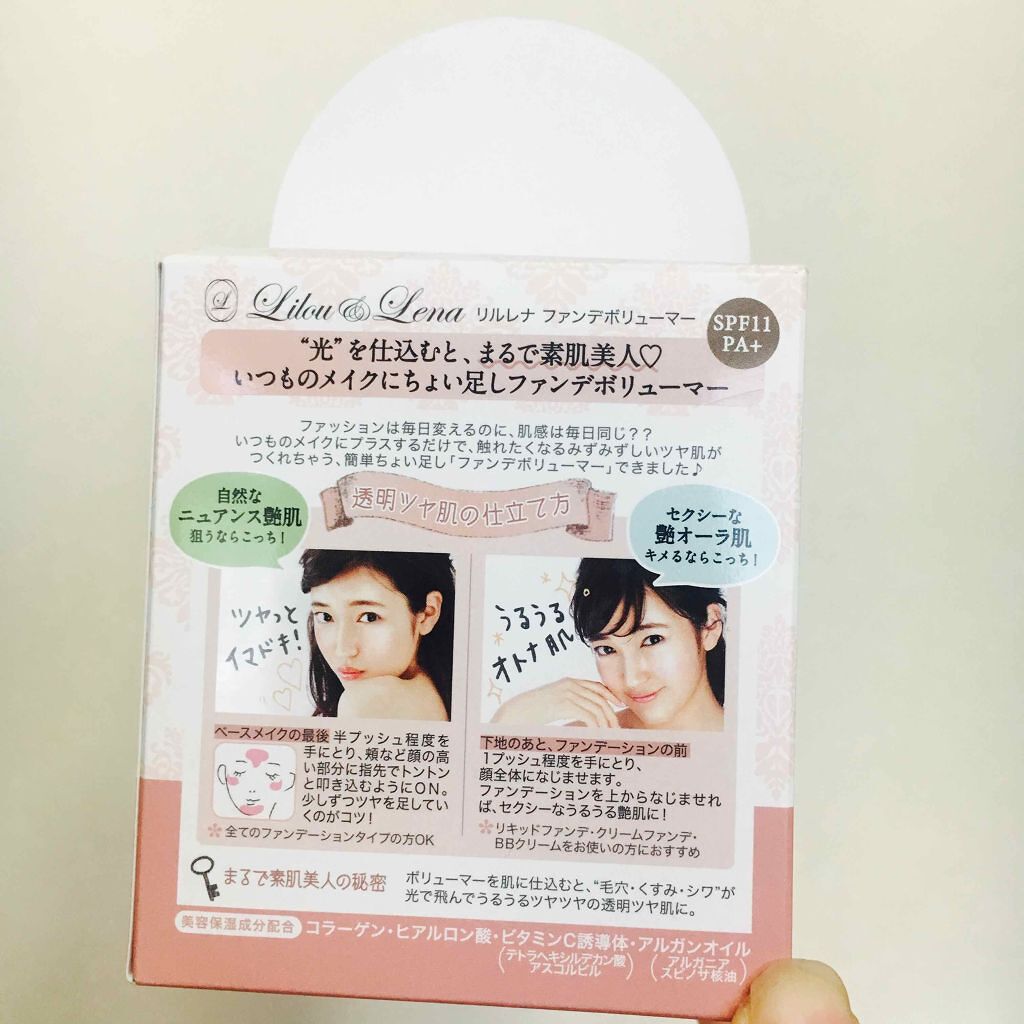 Lilou & Lena リルレナ ファンデボリューマー
SPF11
PA+
“光”を仕込むと、まるで素肌美人♡
いつものメイクにちょい足しファンデボリューマー
ファッションは毎日変えるのに、肌感は毎日同じ？？
いつものメイクにプラスするだけで、触れたくなるみずみずしいツヤ肌が
つくれちゃう、簡単ちょい足し「ファンデボリューマー」できました♪
透明ツヤ肌の仕立て方
自然な
ニュアンス艶肌
狙うならこっち！
ツヤっと
イマドキ！
ベースメイクの最後 半プッシュ程度を
手にとり、頬など顔の高
い部分に指先でトントン
と叩き込むようにON。
少しずつツヤを足してい
くのがコツ！
*全てのファンデーションタイプの方OK
セクシーな
艶オーラ肌
キメるならこっち！
うるうる
オトナ肌
下地のあと、ファンデーションの前
1プッシュ程度を手にとり、
顔全体になじませます。
ファンデーションを上からなじませれ
ば、セクシーなうるうる艶肌に！
*リキッドファンデ・クリームファンデ・
BBクリームをお使いの方におすすめ
まるで素肌美人の秘密
ボリューマーを肌に仕込むと、“毛穴・くすみ・シワ”が
光で飛んでうるうるツヤツヤの透明ツヤ肌に。
美容保湿成分配合 コラーゲン・ヒアルロン酸・ビタミンC誘導体・アルガンオイル
(テトラヘキシルデカン酸アスコルビル) (アルガニアスピノサ核油)